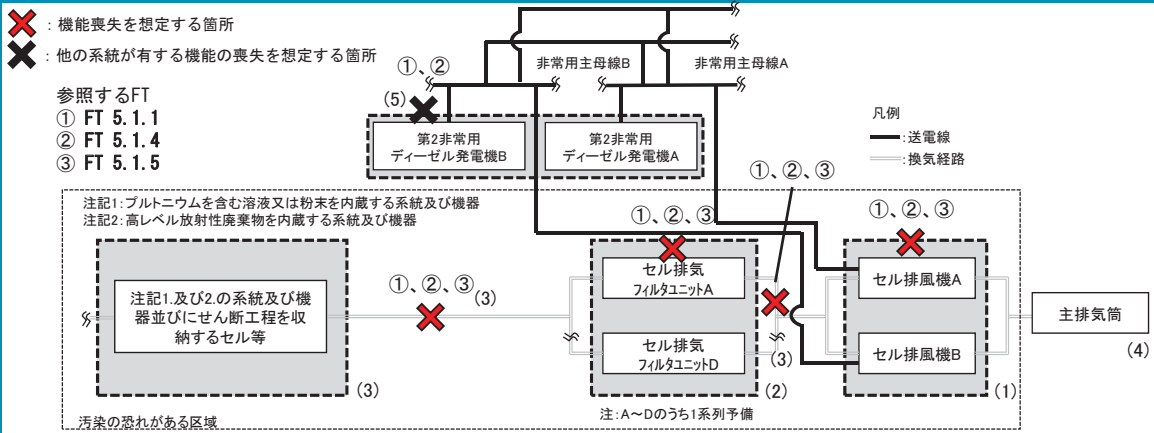 ：機能喪失を想定する箇所
：他の系統が有する機能の喪失を想定する箇所
参照するFT
① FT 5.1.1
② FT 5.1.4
③ FT 5.1.5
非常用主母線B
非常用主母線A
①、②
(5)
第2非常用
ディーゼル発電機B
第2非常用
ディーゼル発電機A
凡例
：送電線
：換気経路
注記1：プルトニウムを含む溶液又は粉末を内蔵する系統及び機器
注記2：高レベル放射性廃棄物を内蔵する系統及び機器
①、②、③
①、②、③
①、②、③
注記1.及び2.の系統及び機
器並びにせん断工程を収
納するセル等
(3)
①、②、③
(3)
セル排気
フィルタユニットA
セル排気
フィルタユニットD
(3)
(2)
セル排風機A
セル排風機B
(1)
主排気筒
(4)
汚染の恐れがある区域
注：A～Dのうち1系列予備